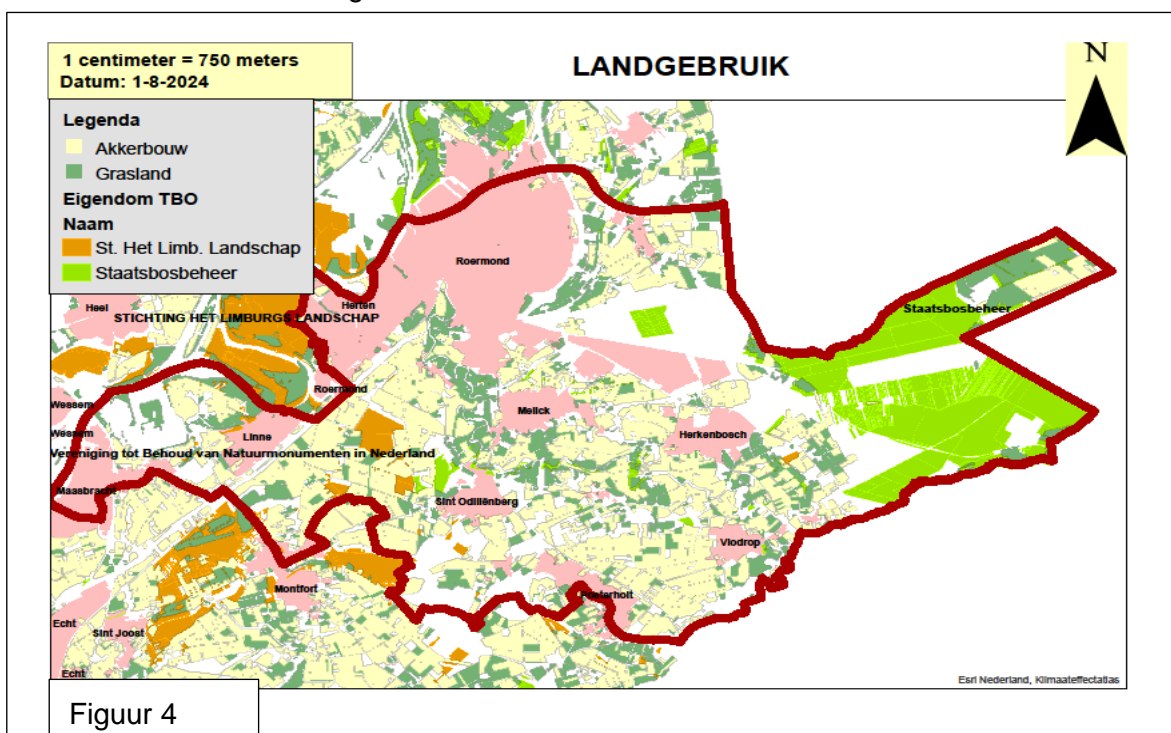 1 centimeter = 750 meters
Datum: 1-8-2024
LANDGEBRUIK
N
Legenda
Akkerbouw
Grasland
Eigendom TBO
Naam
St. Het Limb. Landschap
Staatsbosbeheer
Roermond
Heel
Herten
STICHTING HET LIMBURGS LANDSCHAP
Staatsbosbeheer
Roermond
Wessem
Melick
Wessem
Linne
Herkenbosch
Vereniging tot Behoud van Natuurmonumenten in Nederland
Maasbracht
Sint Odiliënberg
Vlodrop
Montfort
Posterholt
Echt
Sint Joost
Echt
Esri Nederland, Klimaateffectatlas
Figuur 4